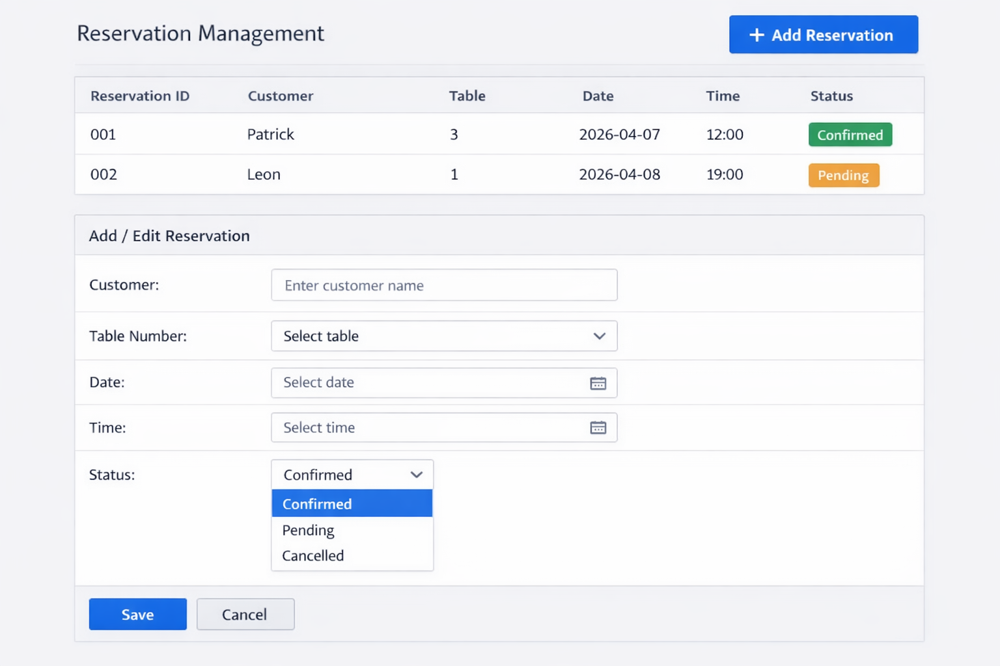 Reservation Management
+ Add Reservation
Reservation ID Customer Table Date Time Status
001 Patrick 3 2026-04-07 12:00 Confirmed
002 Leon 1 2026-04-08 19:00 Pending
Add / Edit Reservation
Customer: Enter customer name
Table Number: Select table
Date: Select date
Time: Select time
Status: Confirmed
Confirmed
Pending
Cancelled
Save Cancel